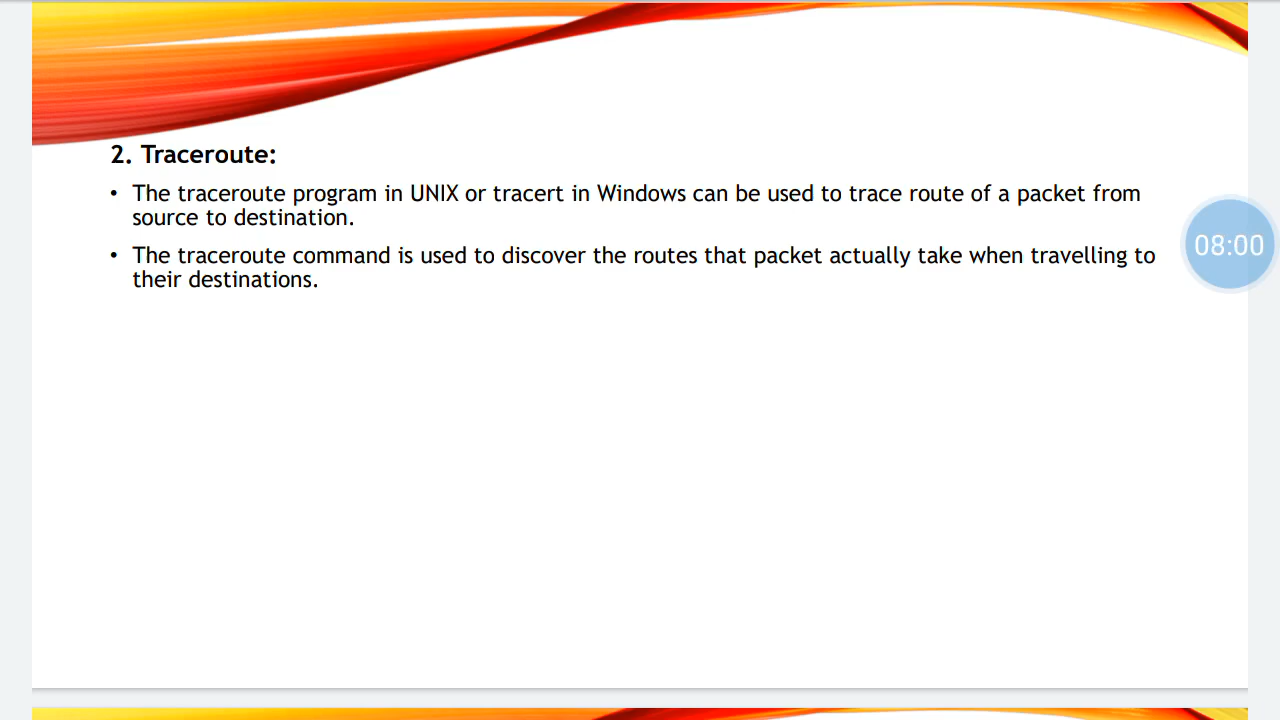 2. Traceroute:
• The traceroute program in UNIX or tracert in Windows can be used to trace route of a packet from
source to destination.
• The traceroute command is used to discover the routes that packet actually take when travelling to
their destinations.
08:00